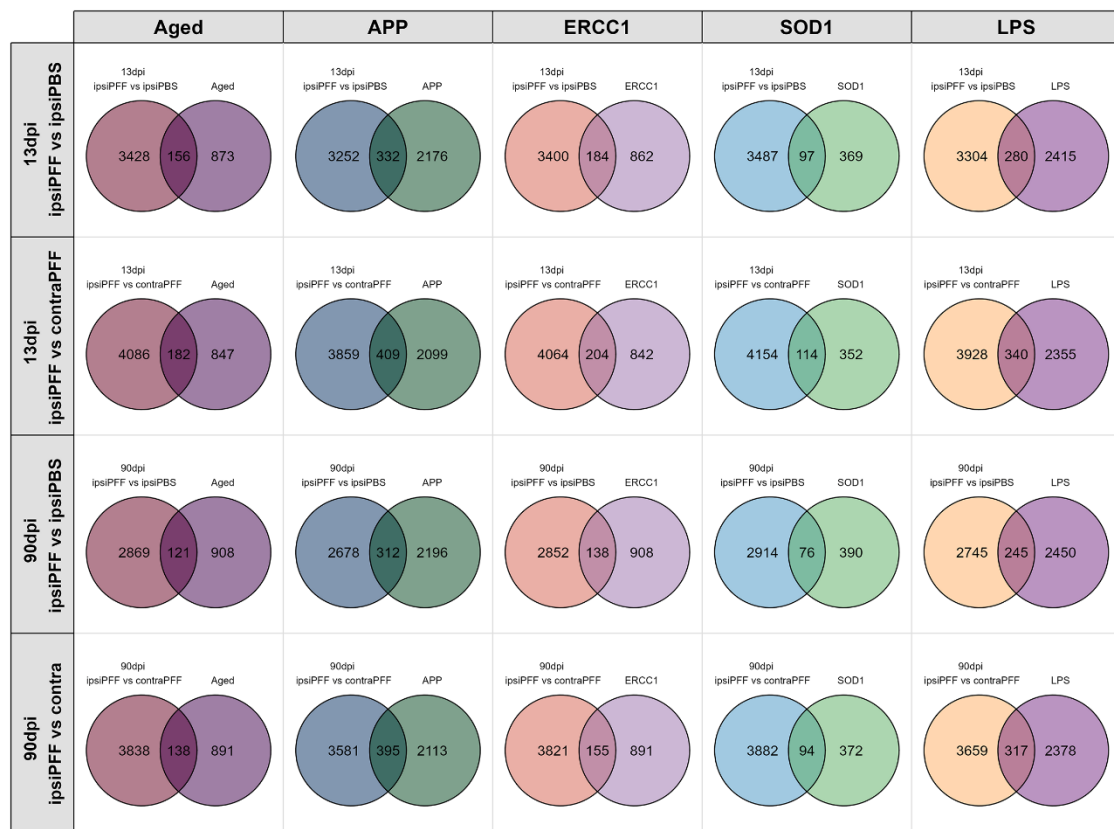 Aged APP ERCC1 SOD1 LPS
13dpi
ipsiPFF vs ipsiPBS
13dpi
ipsiPFF vs ipsiPBS Aged
3428 156 873
13dpi
ipsiPFF vs ipsiPBS APP
3252 332 2176
13dpi
ipsiPFF vs ipsiPBS ERCC1
3400 184 862
13dpi
ipsiPFF vs ipsiPBS SOD1
3487 97 369
13dpi
ipsiPFF vs ipsiPBS LPS
3304 280 2415
13dpi
ipsiPFF vs contraPFF
13dpi
ipsiPFF vs contraPFF Aged
4086 182 847
13dpi
ipsiPFF vs contraPFF APP
3859 409 2099
13dpi
ipsiPFF vs contraPFF ERCC1
4064 204 842
13dpi
ipsiPFF vs contraPFF SOD1
4154 114 352
13dpi
ipsiPFF vs contraPFF LPS
3928 340 2355
90dpi
ipsiPFF vs ipsiPBS
90dpi
ipsiPFF vs ipsiPBS Aged
2869 121 908
90dpi
ipsiPFF vs ipsiPBS APP
2678 312 2196
90dpi
ipsiPFF vs ipsiPBS ERCC1
2852 138 908
90dpi
ipsiPFF vs ipsiPBS SOD1
2914 76 390
90dpi
ipsiPFF vs ipsiPBS LPS
2745 245 2450
90dpi
ipsiPFF vs contra
90dpi
ipsiPFF vs contraPFF Aged
3838 138 891
90dpi
ipsiPFF vs contraPFF APP
3581 395 2113
90dpi
ipsiPFF vs contraPFF ERCC1
3821 155 891
90dpi
ipsiPFF vs contraPFF SOD1
3882 94 372
90dpi
ipsiPFF vs contraPFF LPS
3659 317 2378